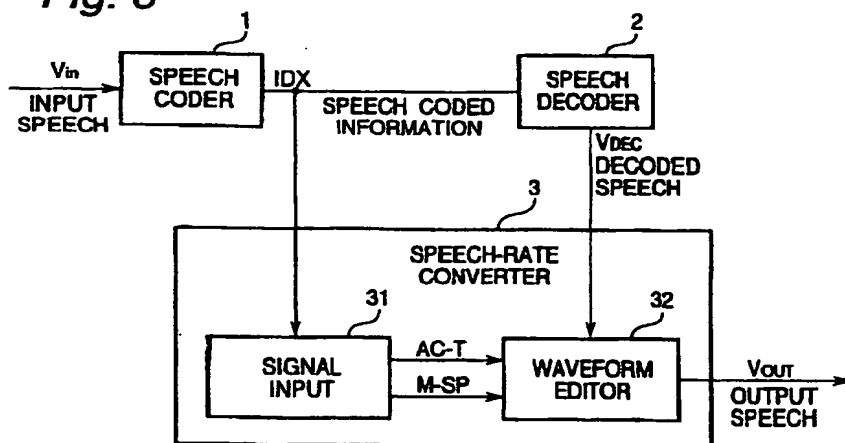 Fig. 8
1
2
Vin
INPUT
SPEECH
SPEECH
CODER
IDX
SPEECH CODED
INFORMATION
SPEECH
DECODER
VDEC
DECODED
SPEECH
3
SPEECH-RATE
CONVERTER
31
32
SIGNAL
INPUT
AC-T
M-SP
WAVEFORM
EDITOR
VOUT
OUTPUT
SPEECH